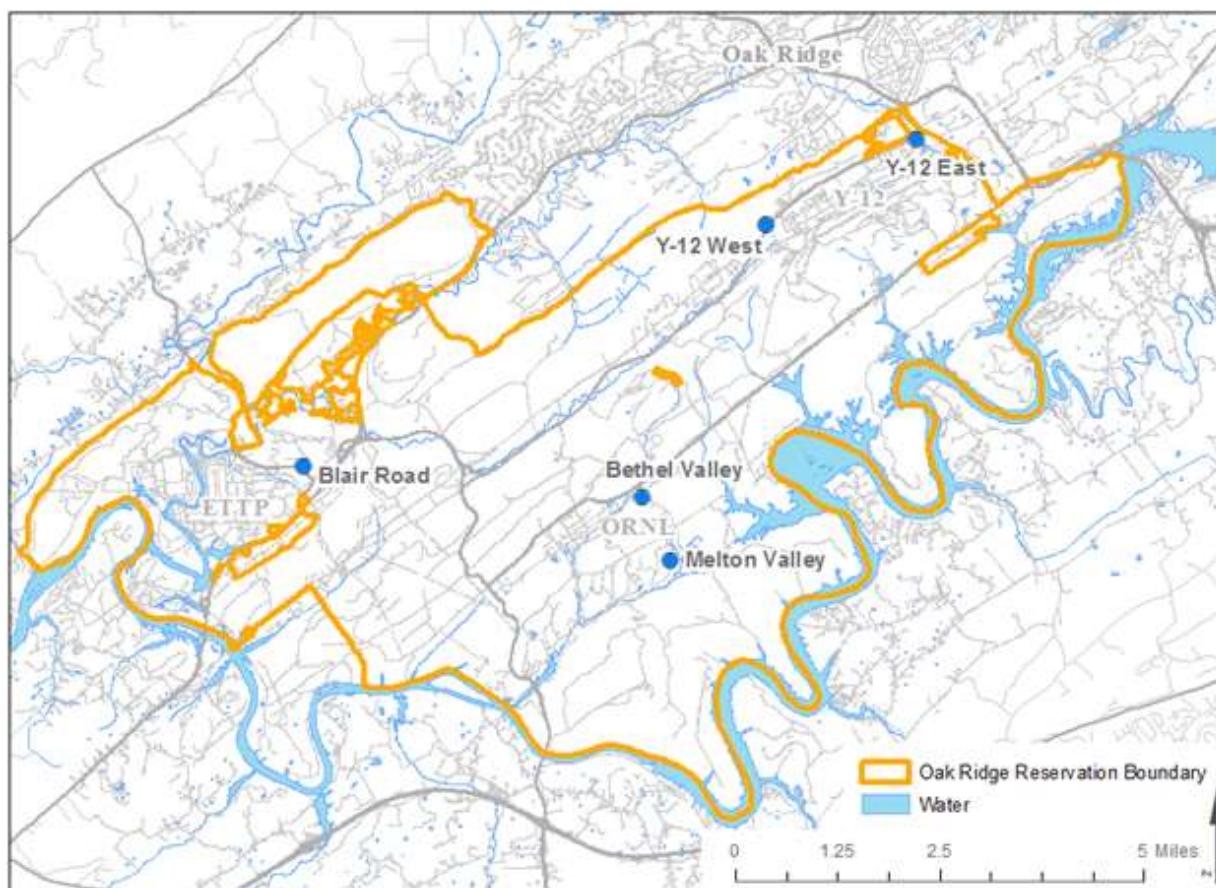 Oak Ridge
Y-12 East
Y-12
Y-12 West
Blair Road
Bethel Valley
ETTP
ORNL
Melton Valley
Oak Ridge Reservation Boundary
Water
0 1.25 2.5 5 Miles